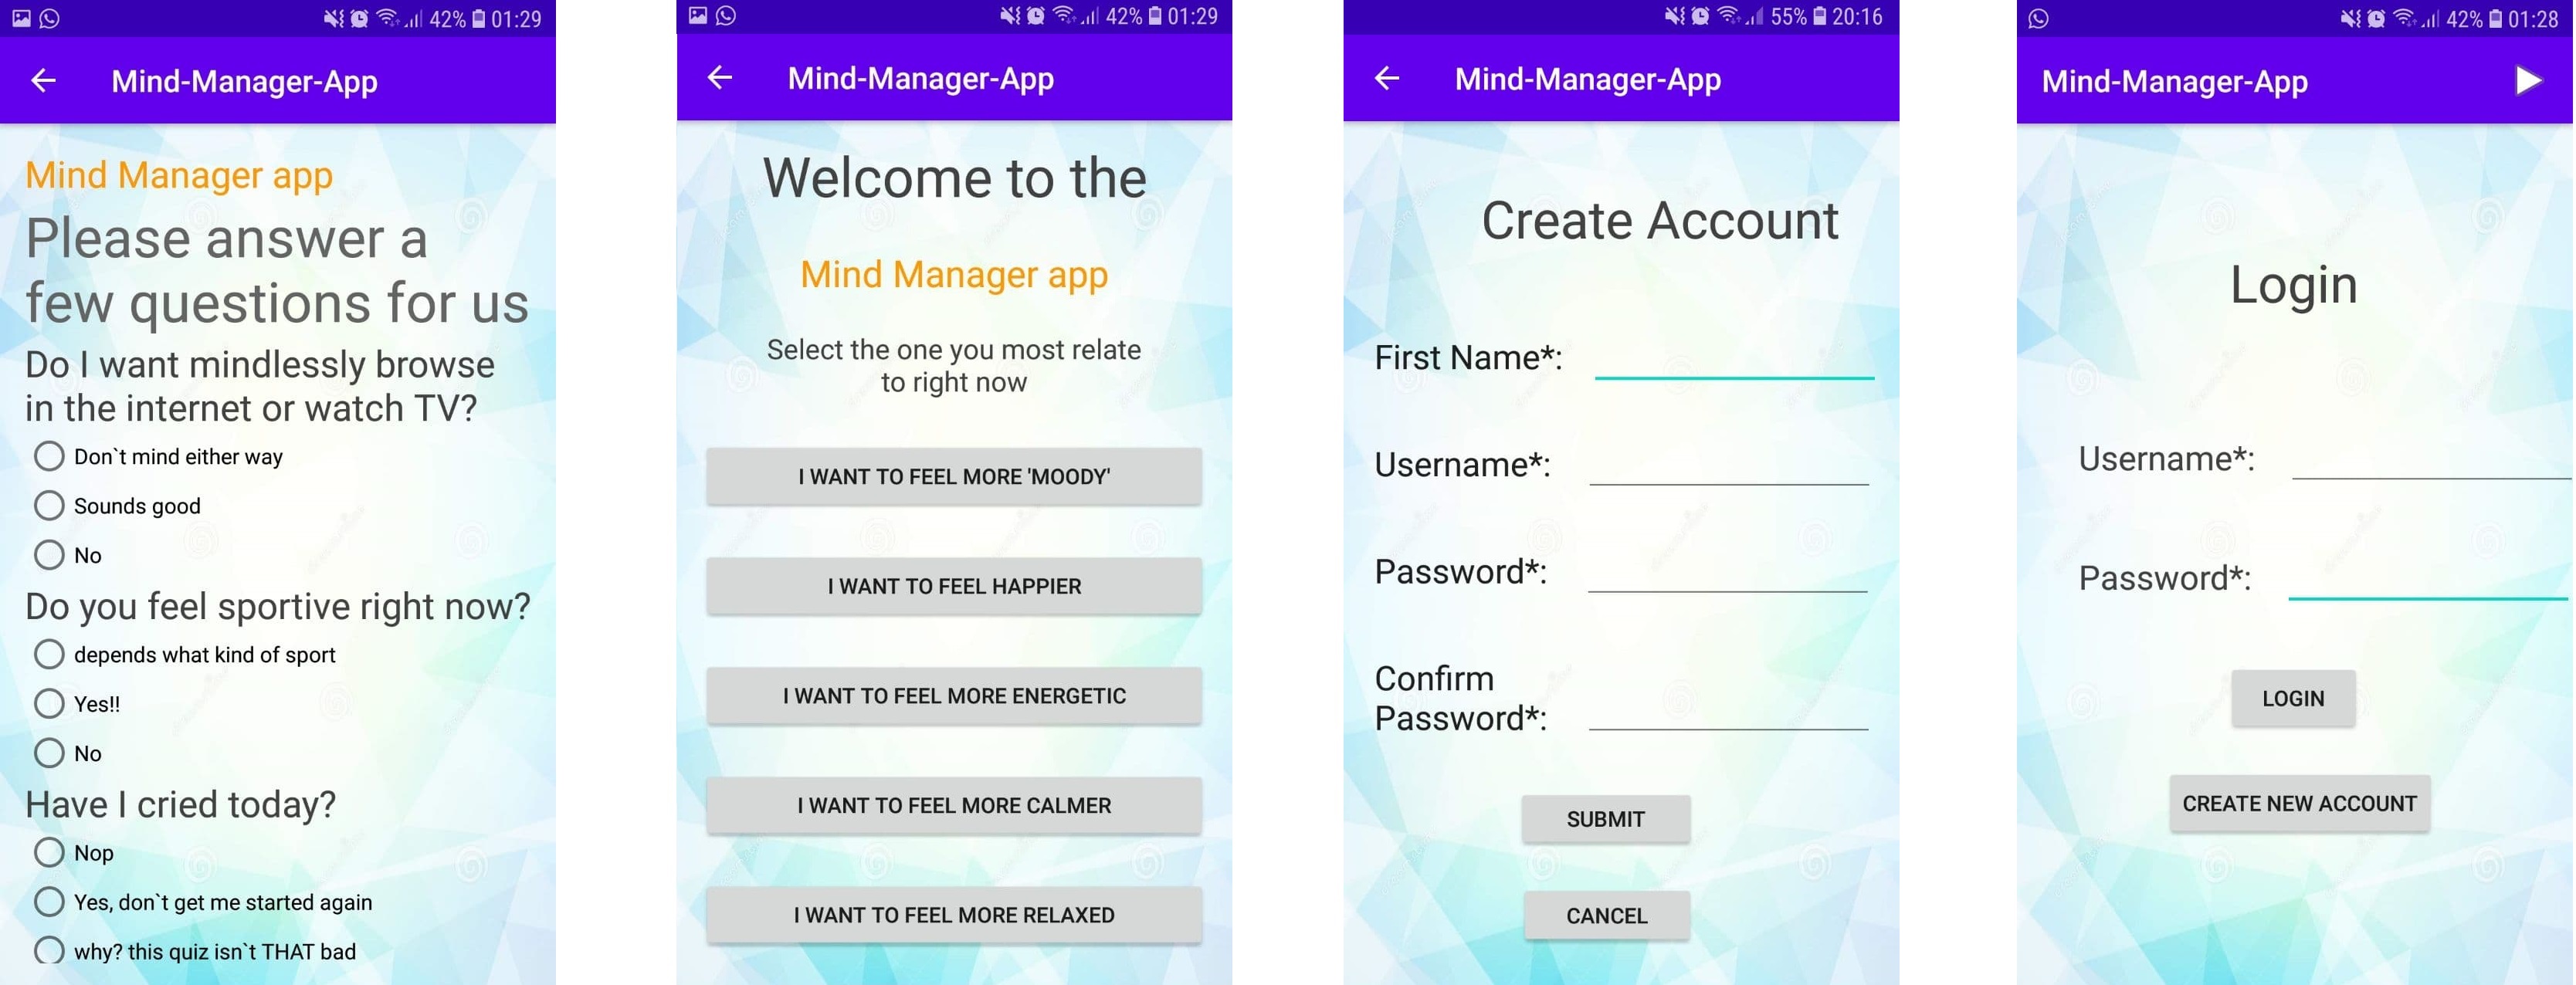 42% 01:29
Mind-Manager-App
Mind Manager app
Please answer a
few questions for us
Do I want mindlessly browse
in the internet or watch TV?
Don`t mind either way
Sounds good
No
Do you feel sportive right now?
depends what kind of sport
Yes!!
No
Have I cried today?
Nop
Yes, don`t get me started again
why? this quiz isn`t THAT bad
42% 01:29
Mind-Manager-App
Welcome to the
Mind Manager app
Select the one you most relate
to right now
I WANT TO FEEL MORE 'MOODY'
I WANT TO FEEL HAPPIER
I WANT TO FEEL MORE ENERGETIC
I WANT TO FEEL MORE CALMER
I WANT TO FEEL MORE RELAXED
55% 20:16
Mind-Manager-App
Create Account
First Name*:
Username*:
Password*:
Confirm
Password*:
SUBMIT
CANCEL
42% 01:28
Mind-Manager-App
Login
Username*:
Password*:
LOGIN
CREATE NEW ACCOUNT